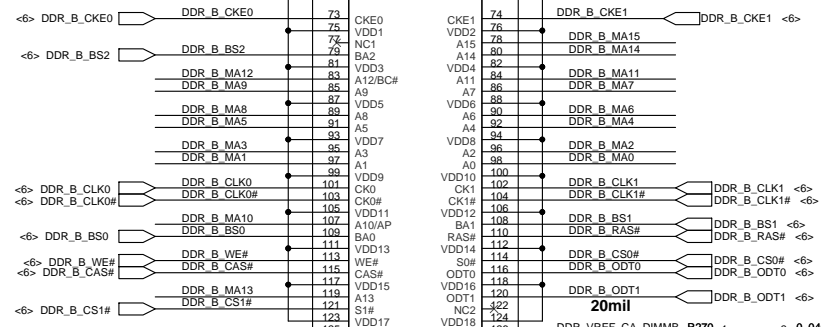 <6> DDR_B_CKE0 DDR_B_CKE0 73 CKE0 CKE1 74 DDR_B_CKE1 DDR_B_CKE1 <6>
75 VDD1 VDD2 76
77 NC1 A15 78 DDR_B_MA15
<6> DDR_B_BS2 DDR_B_BS2 79 BA2 A14 80 DDR_B_MA14
81 VDD3 VDD4 82
DDR_B_MA12 83 A12/BC# A11 84 DDR_B_MA11
DDR_B_MA9 85 A9 A7 86 DDR_B_MA7
87 VDD5 VDD6 88
DDR_B_MA8 89 A8 A6 90 DDR_B_MA6
DDR_B_MA5 91 A5 A4 92 DDR_B_MA4
93 VDD7 VDD8 94
DDR_B_MA3 95 A3 A2 96 DDR_B_MA2
DDR_B_MA1 97 A1 A0 98 DDR_B_MA0
99 VDD9 VDD10 100
<6> DDR_B_CLK0 DDR_B_CLK0 101 CK0 CK1 102 DDR_B_CLK1 DDR_B_CLK1 <6>
<6> DDR_B_CLK0# DDR_B_CLK0# 103 CK0# CK1# 104 DDR_B_CLK1# DDR_B_CLK1# <6>
105 VDD11 VDD12 106
DDR_B_MA10 107 A10/AP BA1 108 DDR_B_BS1 DDR_B_BS1 <6>
<6> DDR_B_BS0 DDR_B_BS0 109 BA0 RAS# 110 DDR_B_RAS# DDR_B_RAS# <6>
111 VDD13 VDD14 112
<6> DDR_B_WE# DDR_B_WE# 113 WE# S0# 114 DDR_B_CS0# DDR_B_CS0# <6>
<6> DDR_B_CAS# DDR_B_CAS# 115 CAS# ODT0 116 DDR_B_ODT0 DDR_B_ODT0 <6>
117 VDD15 VDD16 118
DDR_B_MA13 119 A13 ODT1 120 DDR_B_ODT1 DDR_B_ODT1 <6>
<6> DDR_B_CS1# DDR_B_CS1# 121 S1# NC2 122 20mil
123 VDD17 VDD18 124
DDR_VREF_CA_DIMMB R270